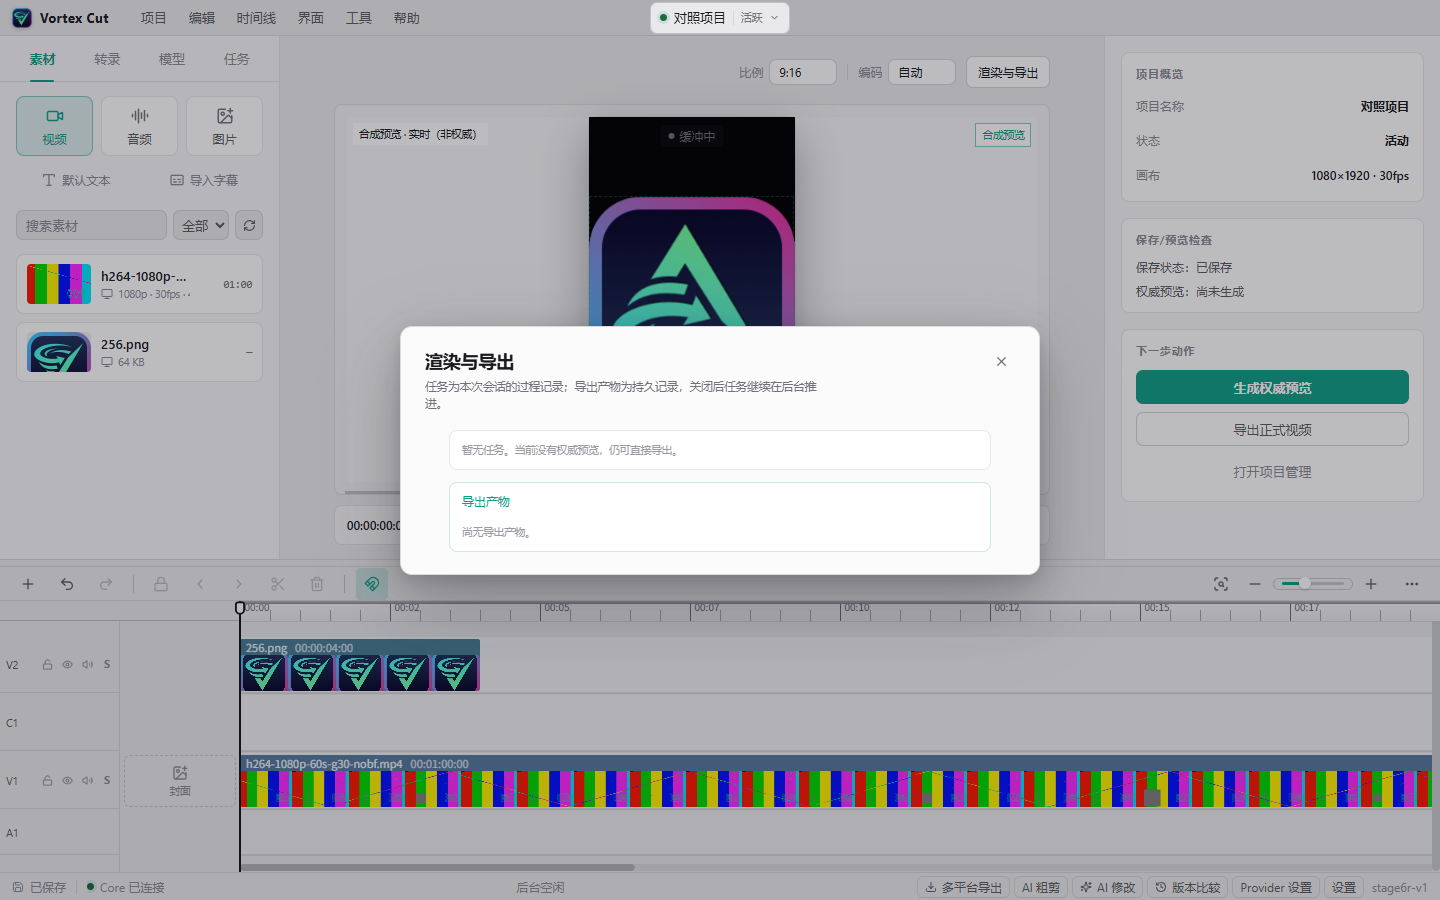 Vortex Cut
项目 编辑 时间线 界面 工具 帮助
对照项目 活跃
素材 转录 模型 任务
视频 音频 图片
默认文本 导入字幕
搜索素材 全部
h264-1080p-...
1080p · 30fps · ·
01:00
256.png
64 KB
–
比例 9:16 编码 自动 渲染与导出
合成预览 · 实时（非权威）
缓冲中
合成预览
项目概览
项目名称 对照项目
状态 活动
画布 1080×1920 · 30fps
保存/预览检查
保存状态：已保存
权威预览：尚未生成
下一步动作
生成权威预览
导出正式视频
打开项目管理
渲染与导出
任务为本次会话的过程记录；导出产物为持久记录，关闭后任务继续在后台推
进。
暂无任务。当前没有权威预览，仍可直接导出。
导出产物
尚无导出产物。
00:00:00:0
00:00 00:02 00:05 00:07 00:10 00:12 00:15 00:17
V2 S
256.png 00:00:04:00
C1
V1 S
封面
h264-1080p-60s-g30-nobf.mp4 00:01:00:00
A1
已保存 Core 已连接 后台空闲 多平台导出 AI 粗剪 AI 修改 版本比较 Provider 设置 设置 stage6r-v1